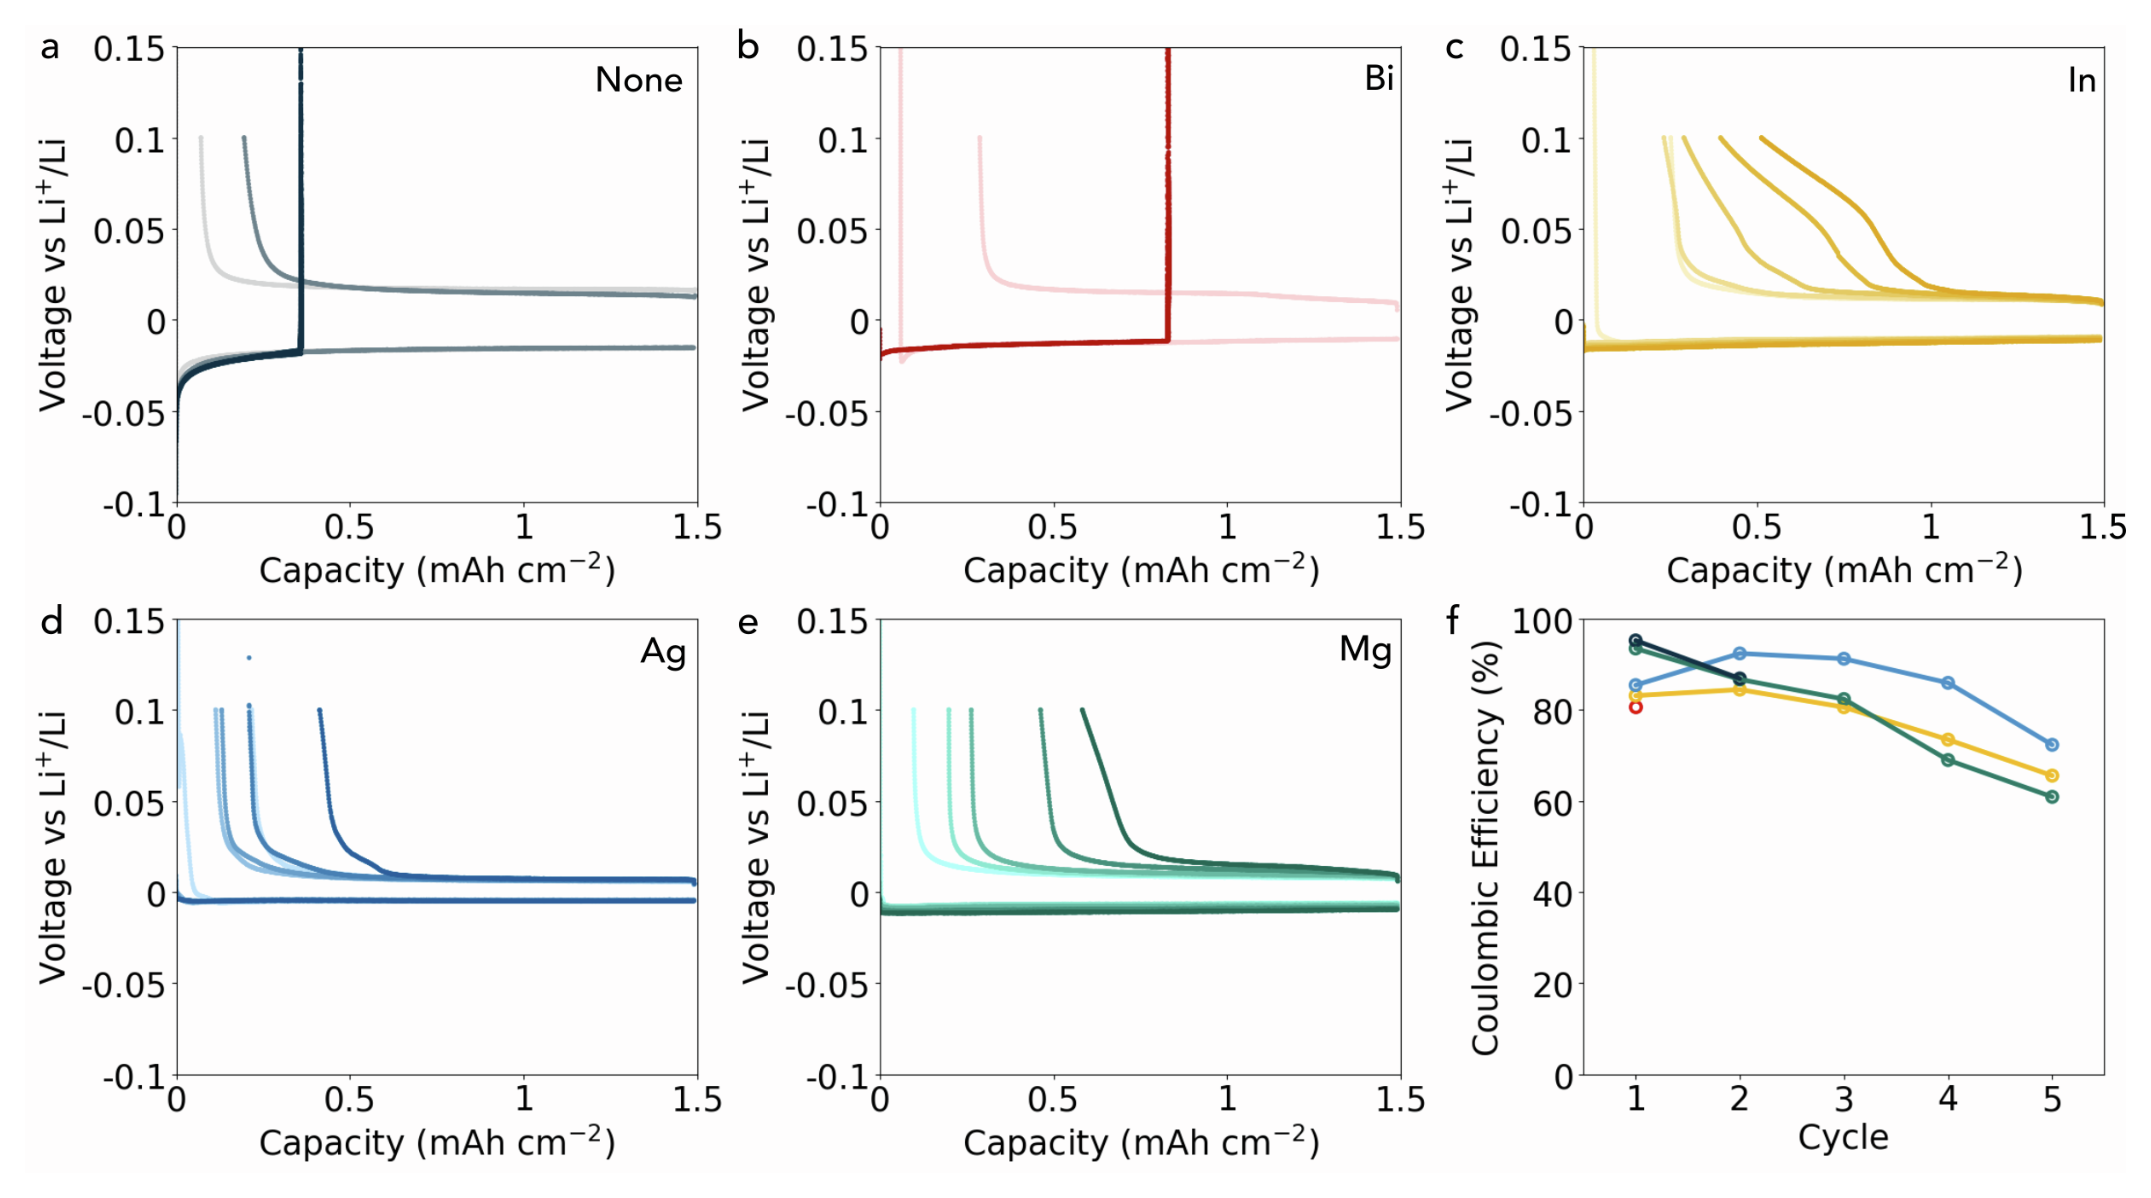 a
None
0.15
0.1
0.05
0
-0.05
-0.1
0
0.5
1
1.5
Voltage vs Li⁺/Li
Capacity (mAh cm⁻²)
b
Bi
0.15
0.1
0.05
0
-0.05
-0.1
0
0.5
1
1.5
Voltage vs Li⁺/Li
Capacity (mAh cm⁻²)
c
In
0.15
0.1
0.05
0
-0.05
-0.1
0
0.5
1
1.5
Voltage vs Li⁺/Li
Capacity (mAh cm⁻²)
d
Ag
0.15
0.1
0.05
0
-0.05
-0.1
0
0.5
1
1.5
Voltage vs Li⁺/Li
Capacity (mAh cm⁻²)
e
Mg
0.15
0.1
0.05
0
-0.05
-0.1
0
0.5
1
1.5
Voltage vs Li⁺/Li
Capacity (mAh cm⁻²)
f
100
80
60
40
20
0
1
2
3
4
5
Coulombic Efficiency (%)
Cycle